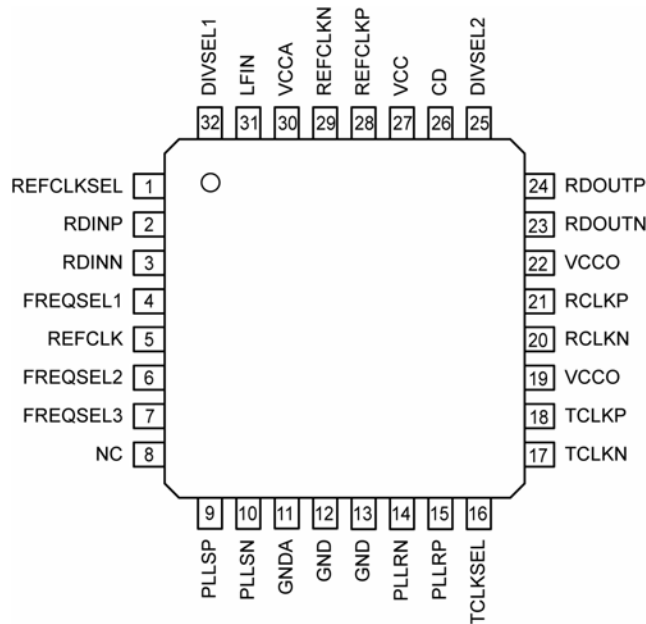 DIVSEL1 LFIN VCCA REFCLKN REFCLKP VCC CD DIVSEL2
32 31 30 29 28 27 26 25
REFCLKSEL 1
RDINP 2
RDINN 3
FREQSEL1 4
REFCLK 5
FREQSEL2 6
FREQSEL3 7
NC 8
24 RDOUTP
23 RDOUTN
22 VCCO
21 RCLKP
20 RCLKN
19 VCCO
18 TCLKP
17 TCLKN
9 10 11 12 13 14 15 16
PLLSP PLLSN GNDA GND GND PLLRN PLLRP TCLKSEL